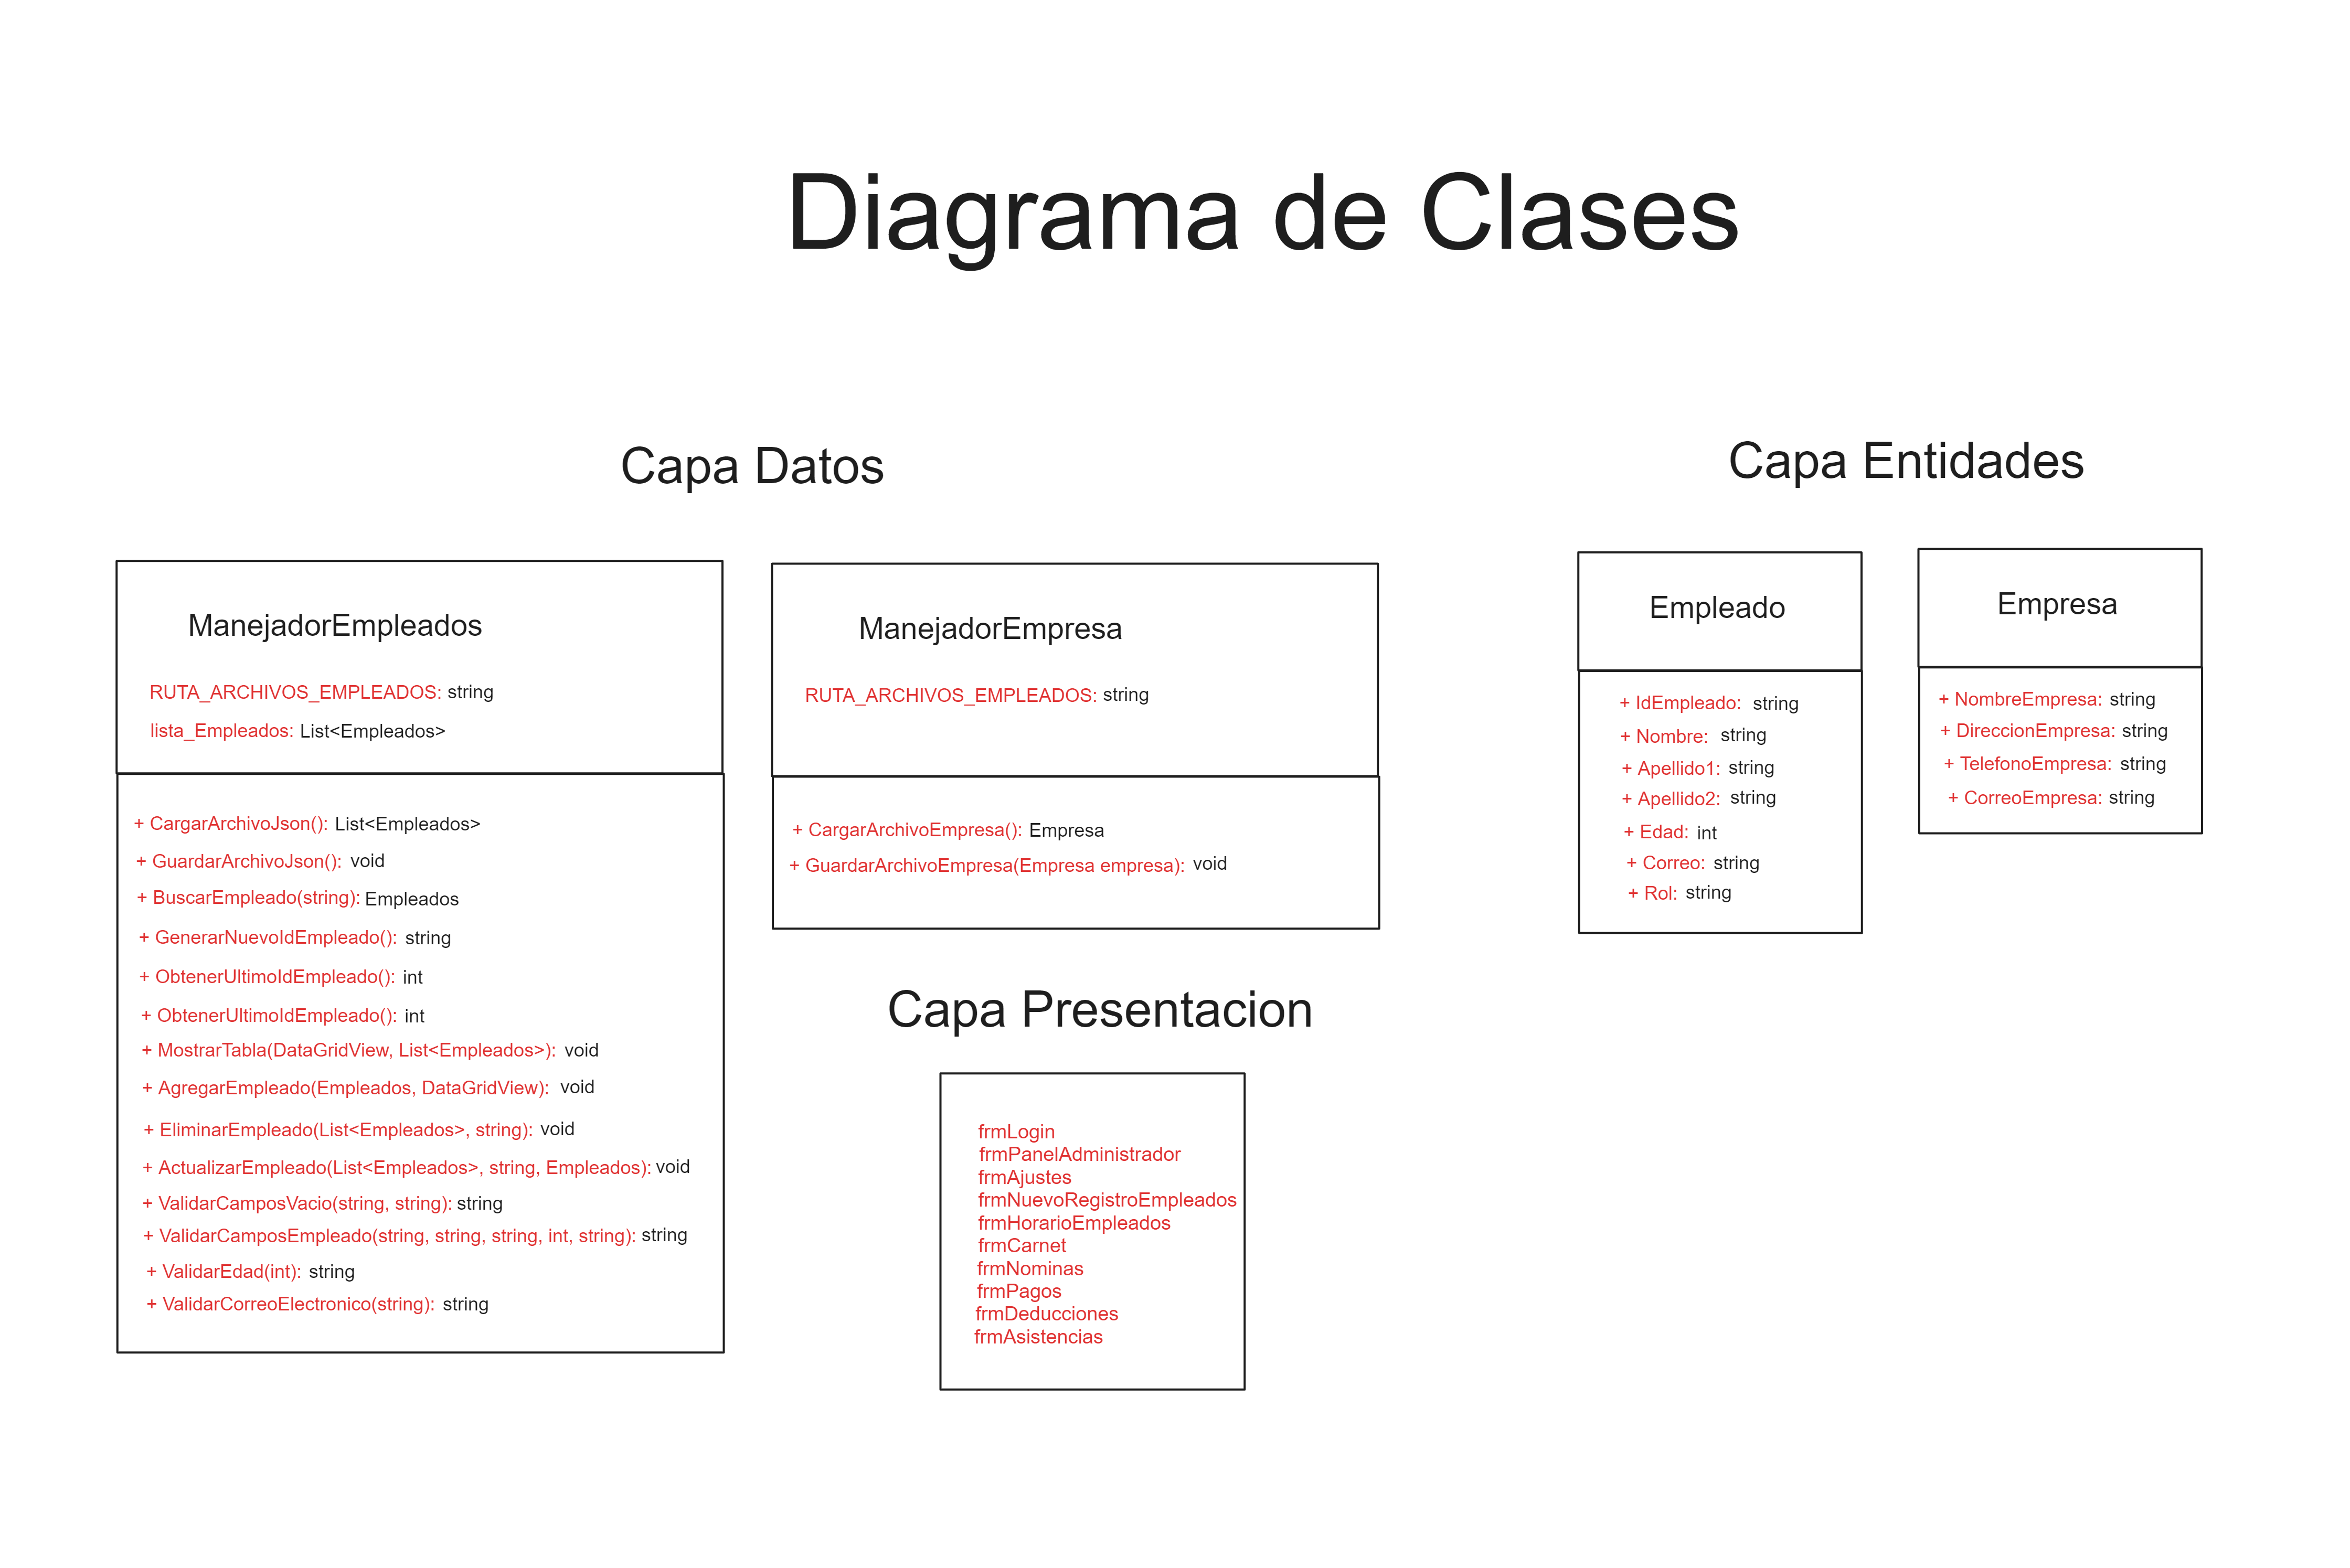 Diagrama de Clases
Capa Datos
ManejadorEmpleados
RUTA_ARCHIVOS_EMPLEADOS: string
lista_Empleados: List<Empleados>
+ CargarArchivoJson(): List<Empleados>
+ GuardarArchivoJson(): void
+ BuscarEmpleado(string): Empleados
+ GenerarNuevoIdEmpleado(): string
+ ObtenerUltimoIdEmpleado(): int
+ ObtenerUltimoIdEmpleado(): int
+ MostrarTabla(DataGridView, List<Empleados>): void
+ AgregarEmpleado(Empleados, DataGridView): void
+ EliminarEmpleado(List<Empleados>, string): void
+ ActualizarEmpleado(List<Empleados>, string, Empleados): void
+ ValidarCamposVacio(string, string): string
+ ValidarCamposEmpleado(string, string, string, int, string): string
+ ValidarEdad(int): string
+ ValidarCorreoElectronico(string): string
ManejadorEmpresa
RUTA_ARCHIVOS_EMPLEADOS: string
+ CargarArchivoEmpresa(): Empresa
+ GuardarArchivoEmpresa(Empresa empresa): void
Capa Entidades
Empleado
+ IdEmpleado: string
+ Nombre: string
+ Apellido1: string
+ Apellido2: string
+ Edad: int
+ Correo: string
+ Rol: string
Empresa
+ NombreEmpresa: string
+ DireccionEmpresa: string
+ TelefonoEmpresa: string
+ CorreoEmpresa: string
Capa Presentacion
frmLogin
frmPanelAdministrador
frmAjustes
frmNuevoRegistroEmpleados
frmHorarioEmpleados
frmCarnet
frmNominas
frmPagos
frmDeducciones
frmAsistencias